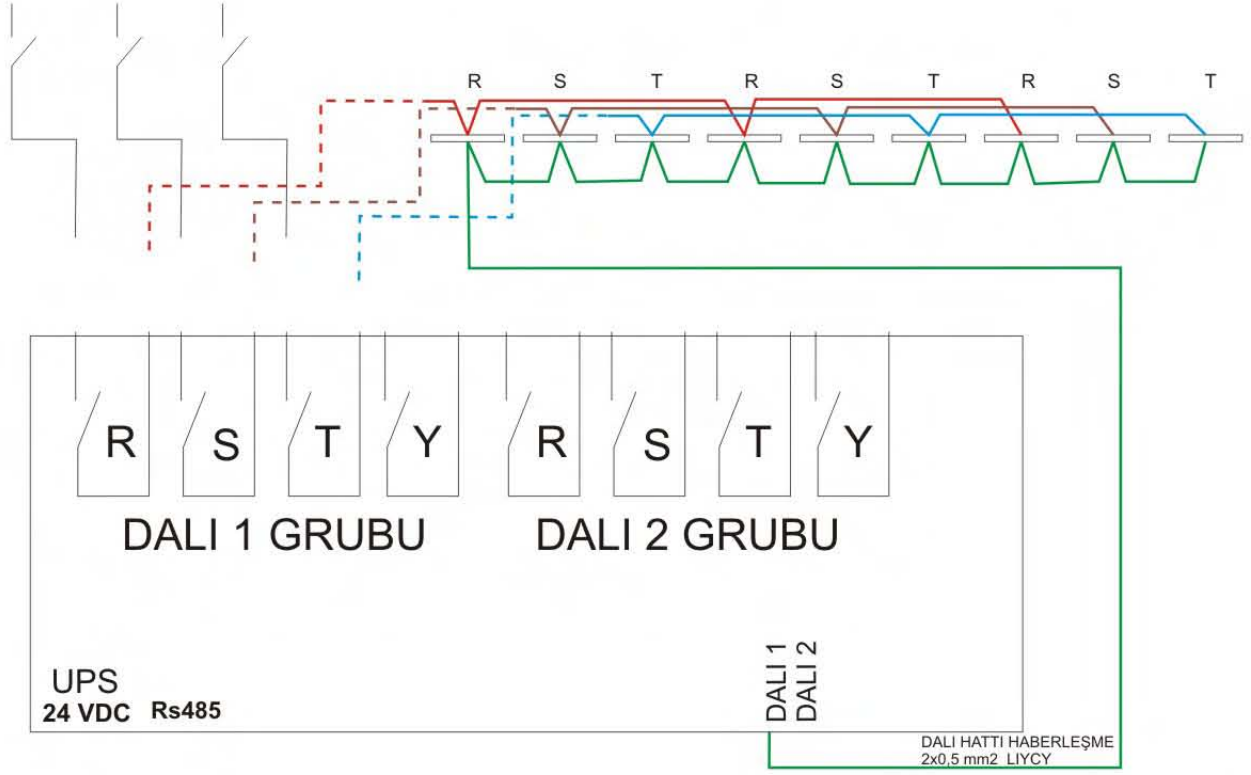 R S T R S T R S T
R S T Y R S T Y
DALI 1 GRUBU DALI 2 GRUBU
DALI 1
DALI 2
UPS
24 VDC Rs485
DALI HATTI HABERLEŞME
2x0,5 mm2 LIYCY